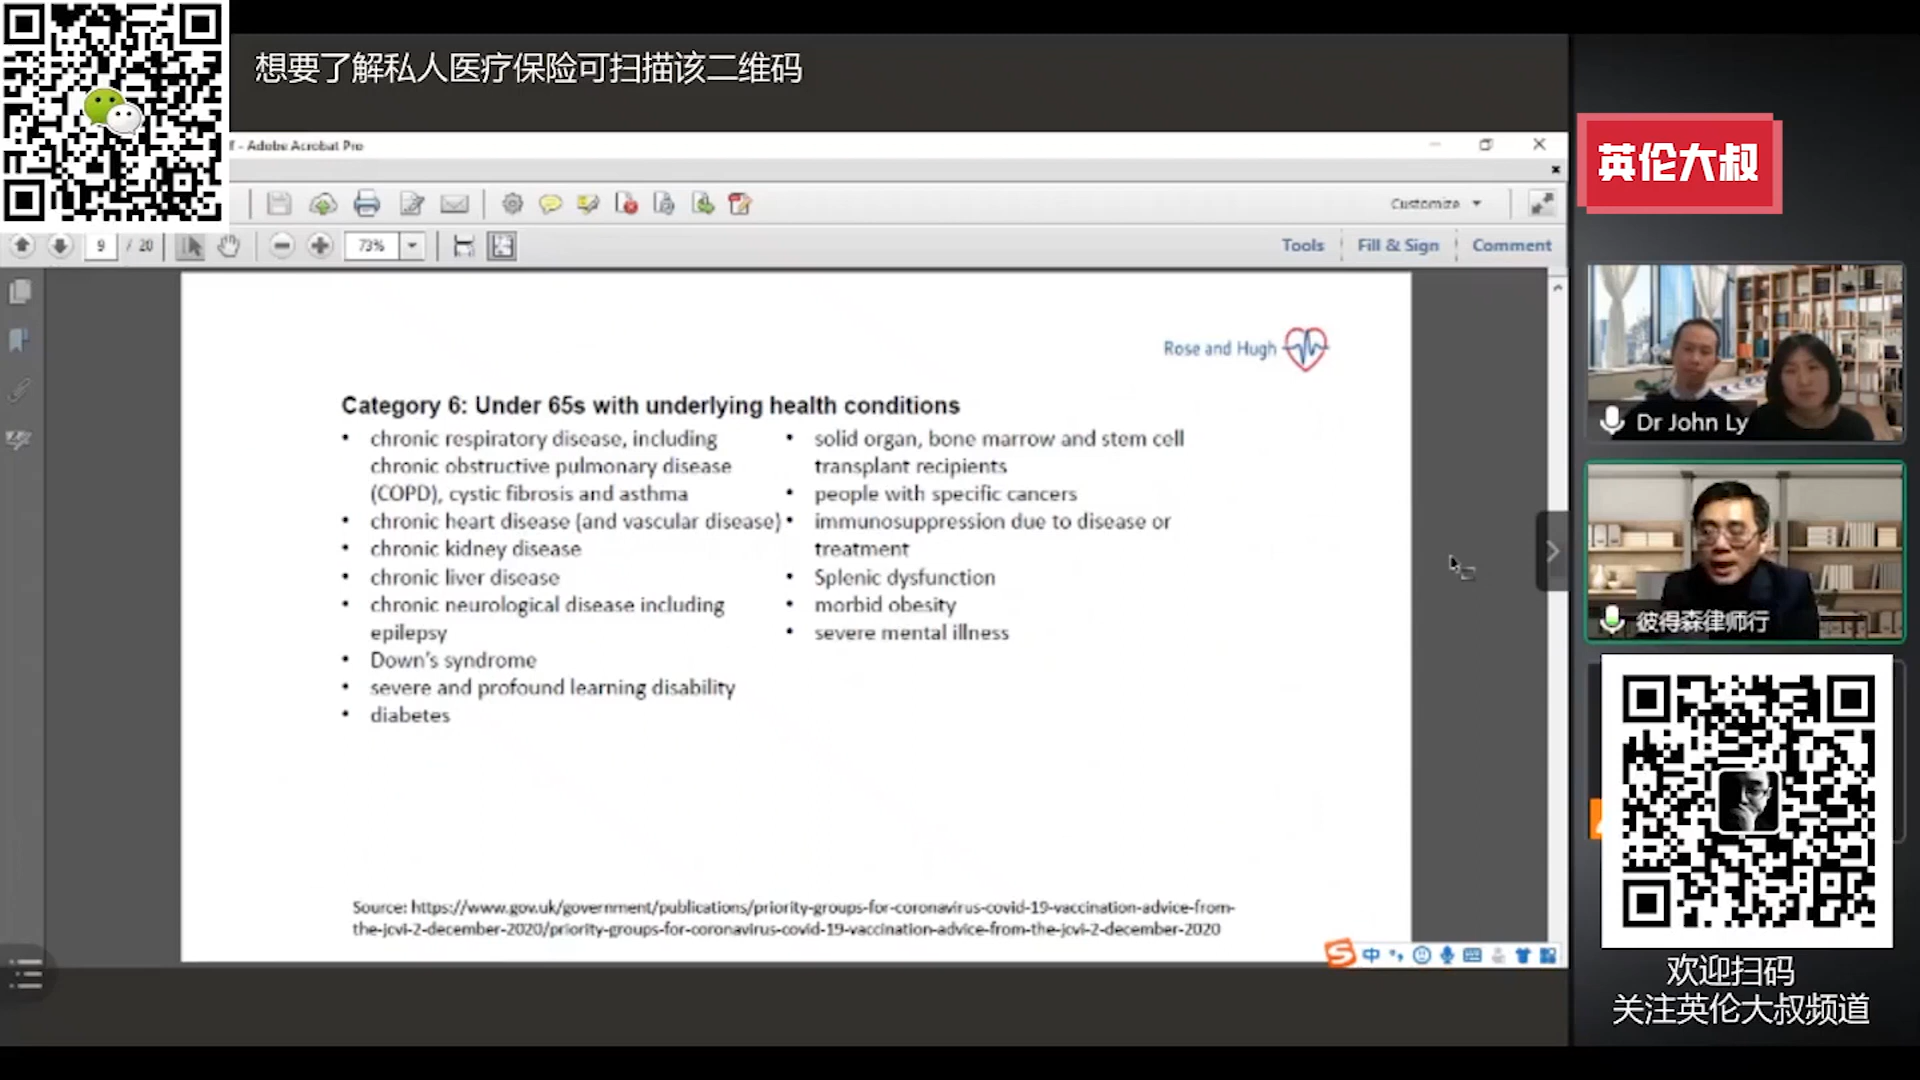 想要了解私人医疗保险可扫描该二维码
f - Adobe Acrobat Pro
英伦大叔
Customize
9 / 20
73%
Tools
Fill & Sign
Comment
Rose and Hugh
Category 6: Under 65s with underlying health conditions
• chronic respiratory disease, including
chronic obstructive pulmonary disease
(COPD), cystic fibrosis and asthma
• chronic heart disease (and vascular disease)
• chronic kidney disease
• chronic liver disease
• chronic neurological disease including
epilepsy
• Down's syndrome
• severe and profound learning disability
• diabetes
• solid organ, bone marrow and stem cell
transplant recipients
• people with specific cancers
• immunosuppression due to disease or
treatment
• Splenic dysfunction
• morbid obesity
• severe mental illness
Source: https://www.gov.uk/government/publications/priority-groups-for-coronavirus-covid-19-vaccination-advice-from-
the-jcvi-2-december-2020/priority-groups-for-coronavirus-covid-19-vaccination-advice-from-the-jcvi-2-december-2020
中
Dr John Ly
彼得森律师行
欢迎扫码
关注英伦大叔频道